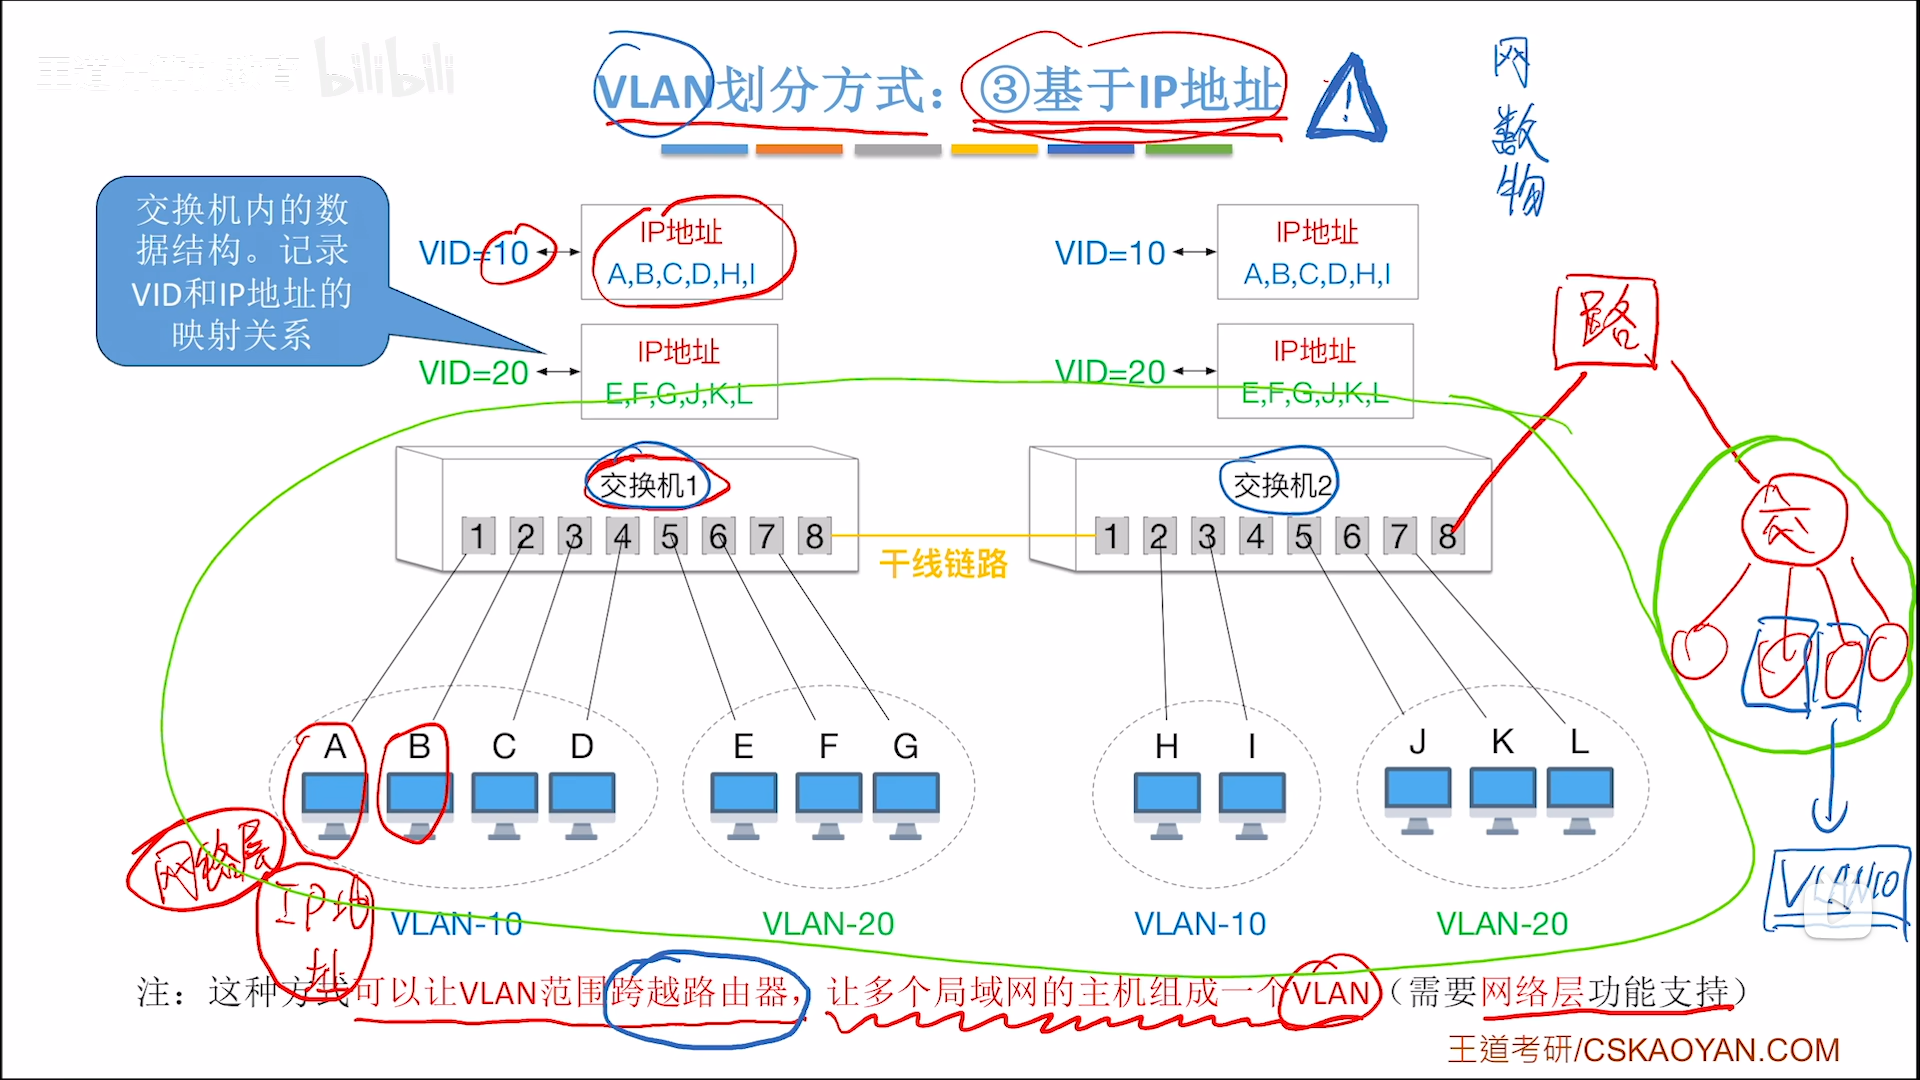 bilibili
VLAN划分方式：③基于IP地址
!
网
数
物
交换机内的数
据结构。记录
VID和IP地址的
映射关系
VID=10
IP地址
A,B,C,D,H,I
VID=20
IP地址
E,F,G,J,K,L
VID=10
IP地址
A,B,C,D,H,I
VID=20
IP地址
E,F,G,J,K,L
路
交换机1
1 2 3 4 5 6 7 8
干线链路
交换机2
1 2 3 4 5 6 7 8
交
A B C D
E F G
H I
J K L
网络层
IP地
址
VLAN-10
VLAN-20
VLAN-10
VLAN-20
VLAN10
注：这种方式可以让VLAN范围跨越路由器，让多个局域网的主机组成一个VLAN（需要网络层功能支持）
王道考研/CSKAOYAN.COM